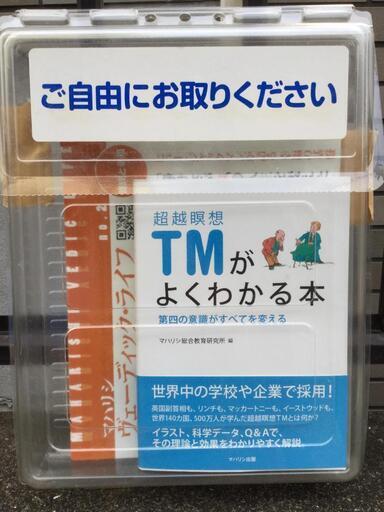 ご自由にお取りください
超越瞑想
TMが
よくわかる本
第四の意識がすべてを変える
マハリシ総合教育研究所 編
世界中の学校や企業で採用!
英国副首相も、リンチも、マッカートニーも、イーストウッドも、
世界140カ国、500万人が学んだ超越瞑想TMとは何か?
イラスト、科学データ、Q&Aで、
その理論と効果をわかりやすく解説。
マハリシ出版
マハリシ
ヴェーディック・ライフ
MAHARISHI VEDIC LIFE
no.2